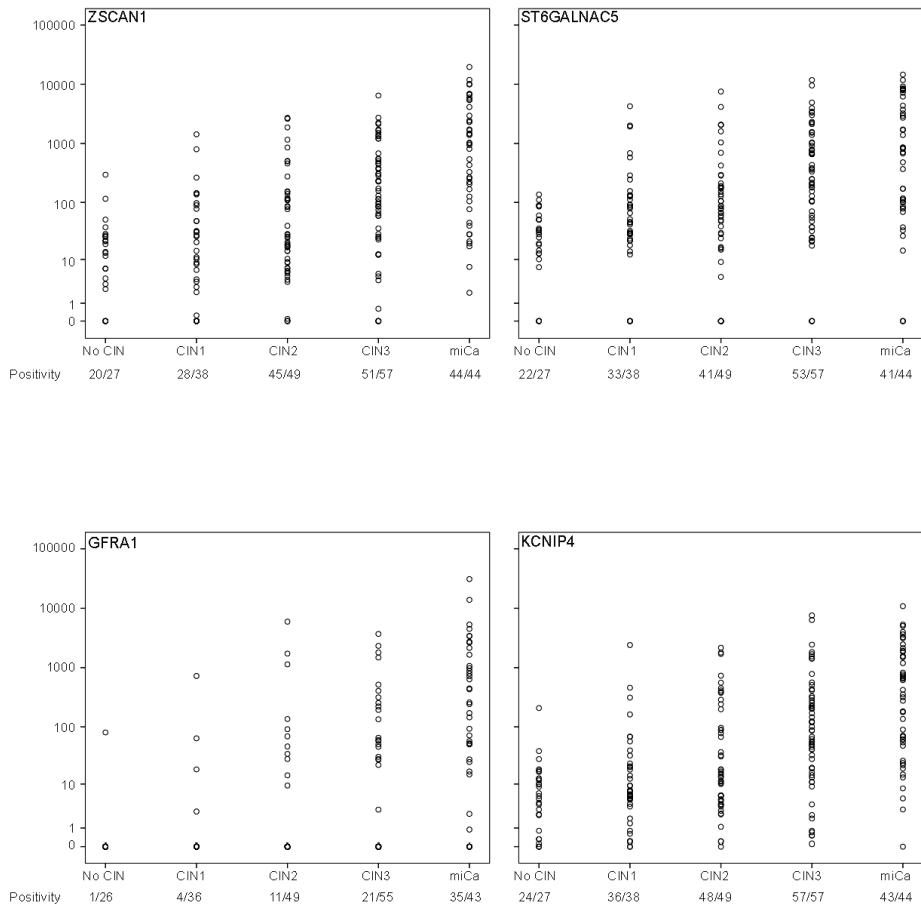 ZSCAN1 ST6GALNAC5
100000
10000
1000
100
10
1
0
No CIN CIN1 CIN2 CIN3 miCa No CIN CIN1 CIN2 CIN3 miCa
Positivity 20/27 28/38 45/49 51/57 44/44 22/27 33/38 41/49 53/57 41/44
GFRA1 KCNIP4
100000
10000
1000
100
10
1
0
No CIN CIN1 CIN2 CIN3 miCa No CIN CIN1 CIN2 CIN3 miCa
Positivity 1/26 4/36 11/49 21/55 35/43 24/27 36/38 48/49 57/57 43/44